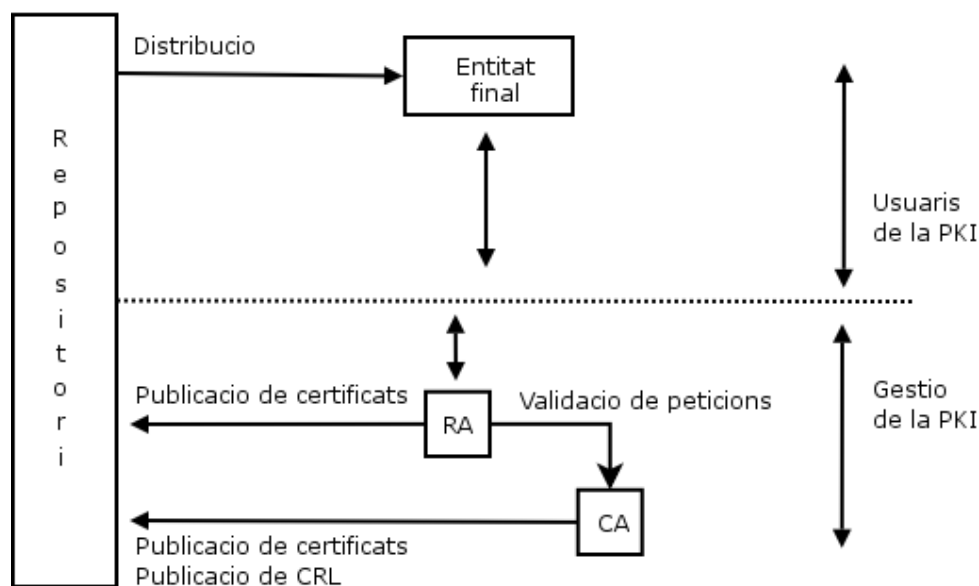 Distribucio
Entitat
final
Repositori
Usuaris
de la PKI
Publicacio de certificats
RA
Validacio de peticions
Gestio
de la PKI
CA
Publicacio de certificats
Publicacio de CRL